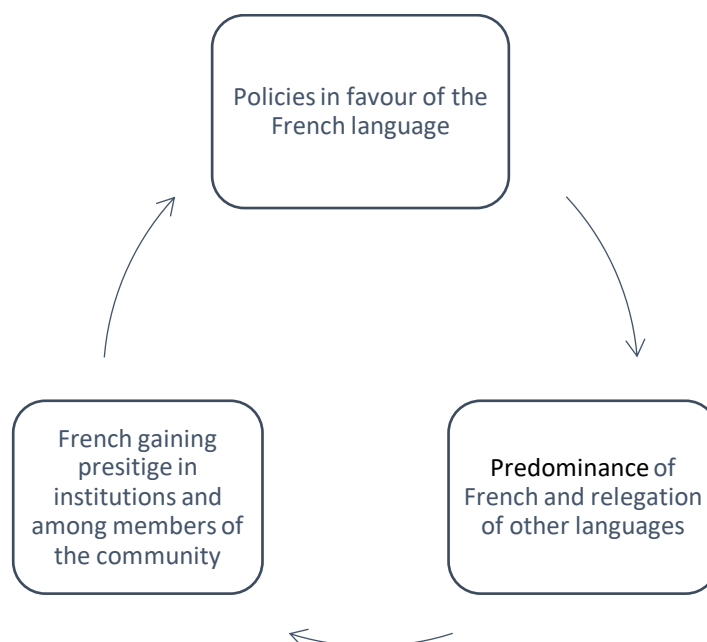 Policies in favour of the
French language
French gaining
presitige in
institutions and
among members of
the community
Predominance of
French and relegation
of other languages